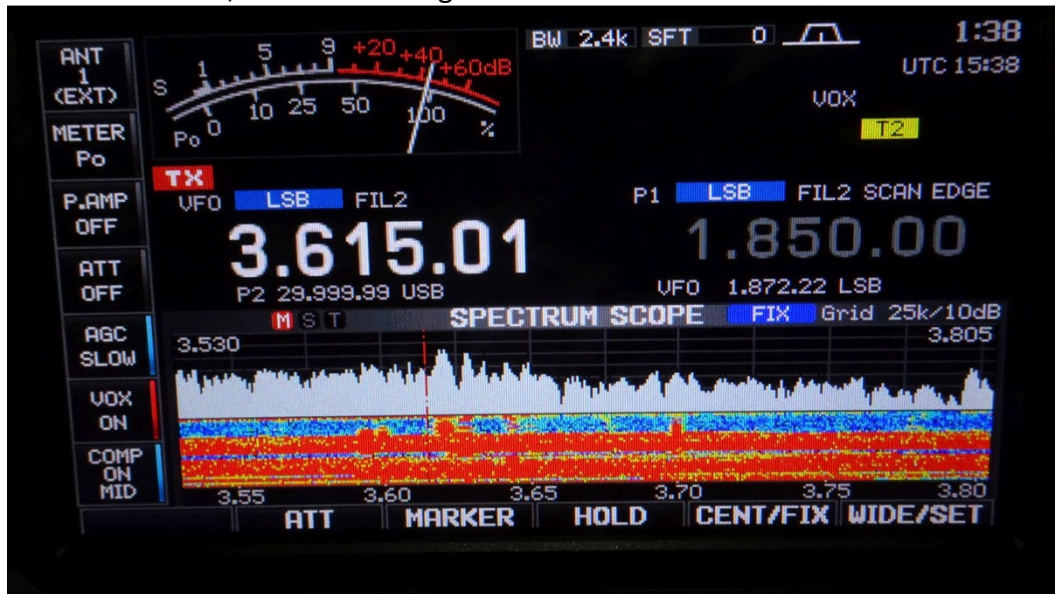 ANT
1
(EXT)
METER
Po
P.AMP
OFF
ATT
OFF
AGC
SLOW
VOX
ON
COMP
ON
MID
S 1 5 9 +20 +40 +60dB
Po 0 10 25 50 100 %
BW 2.4k SFT 0
1:38
UTC 15:38
VOX
T2
TX
VFO LSB FIL2
3.615.01
P2 29.999.99 USB
P1 LSB FIL2 SCAN EDGE
1.850.00
VFO 1.872.22 LSB
M S T SPECTRUM SCOPE FIX Grid 25k/10dB
3.530 3.805
3.55 3.60 3.65 3.70 3.75 3.80
ATT MARKER HOLD CENT/FIX WIDE/SET